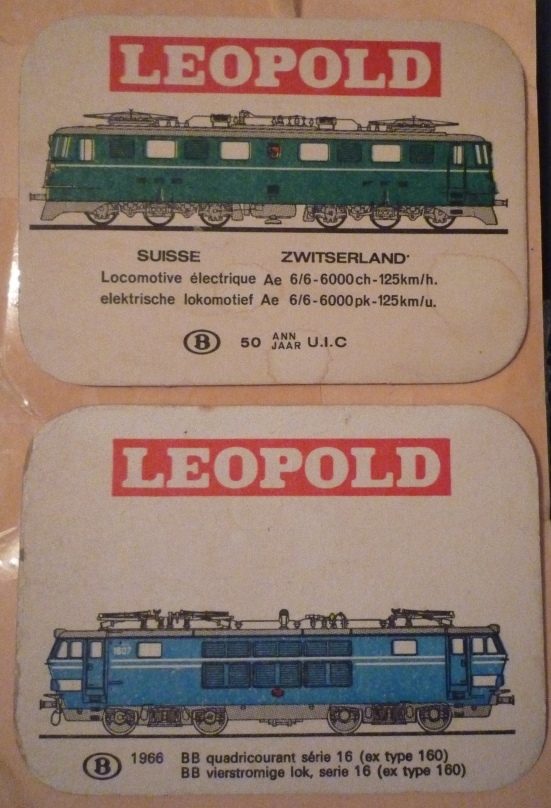 LEOPOLD
SUISSE ZWITSERLAND
Locomotive électrique Ae 6/6-6000ch-125km/h.
elektrische lokomotief Ae 6/6-6000pk-125km/u.
B 50 ANN JAAR U.I.C
LEOPOLD
1607
B 1966 BB quadricourant série 16 (ex type 160)
BB vierstromige lok, serie 16 (ex type 160)